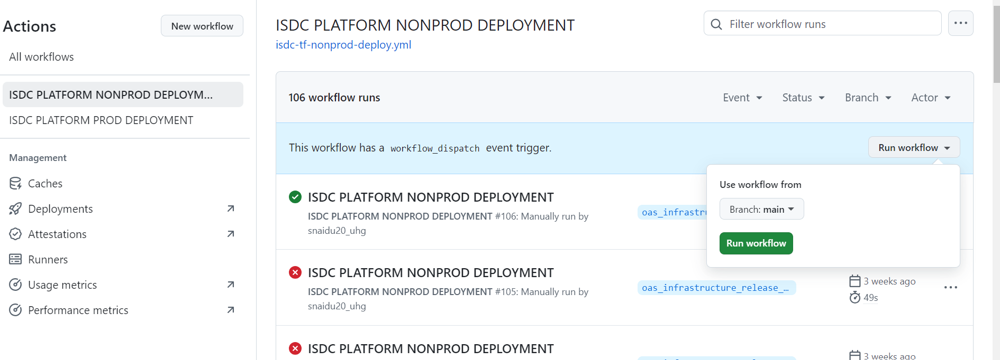 Actions
New workflow
All workflows
ISDC PLATFORM NONPROD DEPLOYM...
ISDC PLATFORM PROD DEPLOYMENT
Management
Caches
Deployments
Attestations
Runners
Usage metrics
Performance metrics
ISDC PLATFORM NONPROD DEPLOYMENT
isdc-tf-nonprod-deploy.yml
Filter workflow runs
106 workflow runs
Event
Status
Branch
Actor
This workflow has a workflow_dispatch event trigger.
Run workflow
Use workflow from
Branch: main
Run workflow
ISDC PLATFORM NONPROD DEPLOYMENT
ISDC PLATFORM NONPROD DEPLOYMENT #106: Manually run by
snaidu20_uhg
oas_infrastr
ISDC PLATFORM NONPROD DEPLOYMENT
ISDC PLATFORM NONPROD DEPLOYMENT #105: Manually run by
snaidu20_uhg
oas_infrastructure_release_…
3 weeks ago
49s
ISDC PLATFORM NONPROD DEPLOYMENT
3 weeks ago